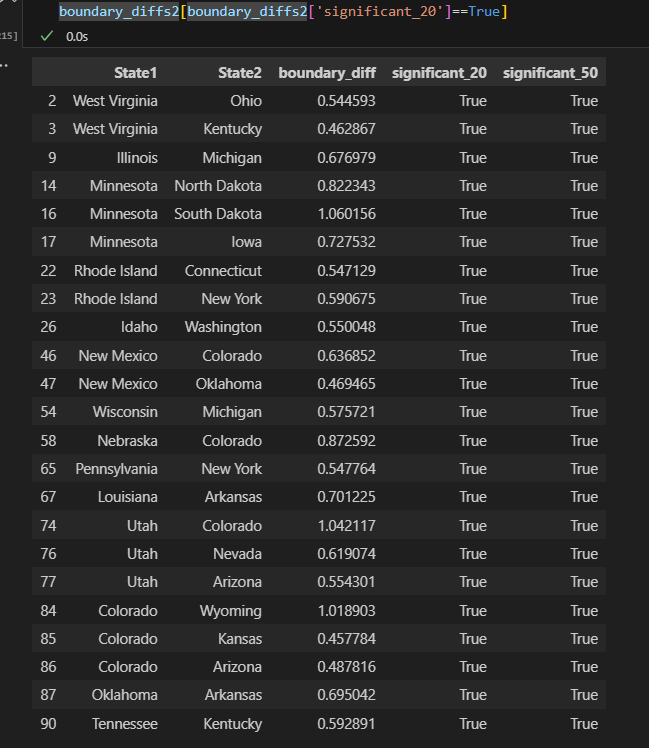 boundary_diffs2[boundary_diffs2['significant_20']==True]
215]
0.0s
State1 State2 boundary_diff significant_20 significant_50
2 West Virginia Ohio 0.544593 True True
3 West Virginia Kentucky 0.462867 True True
9 Illinois Michigan 0.676979 True True
14 Minnesota North Dakota 0.822343 True True
16 Minnesota South Dakota 1.060156 True True
17 Minnesota Iowa 0.727532 True True
22 Rhode Island Connecticut 0.547129 True True
23 Rhode Island New York 0.590675 True True
26 Idaho Washington 0.550048 True True
46 New Mexico Colorado 0.636852 True True
47 New Mexico Oklahoma 0.469465 True True
54 Wisconsin Michigan 0.575721 True True
58 Nebraska Colorado 0.872592 True True
65 Pennsylvania New York 0.547764 True True
67 Louisiana Arkansas 0.701225 True True
74 Utah Colorado 1.042117 True True
76 Utah Nevada 0.619074 True True
77 Utah Arizona 0.554301 True True
84 Colorado Wyoming 1.018903 True True
85 Colorado Kansas 0.457784 True True
86 Colorado Arizona 0.487816 True True
87 Oklahoma Arkansas 0.695042 True True
90 Tennessee Kentucky 0.592891 True True